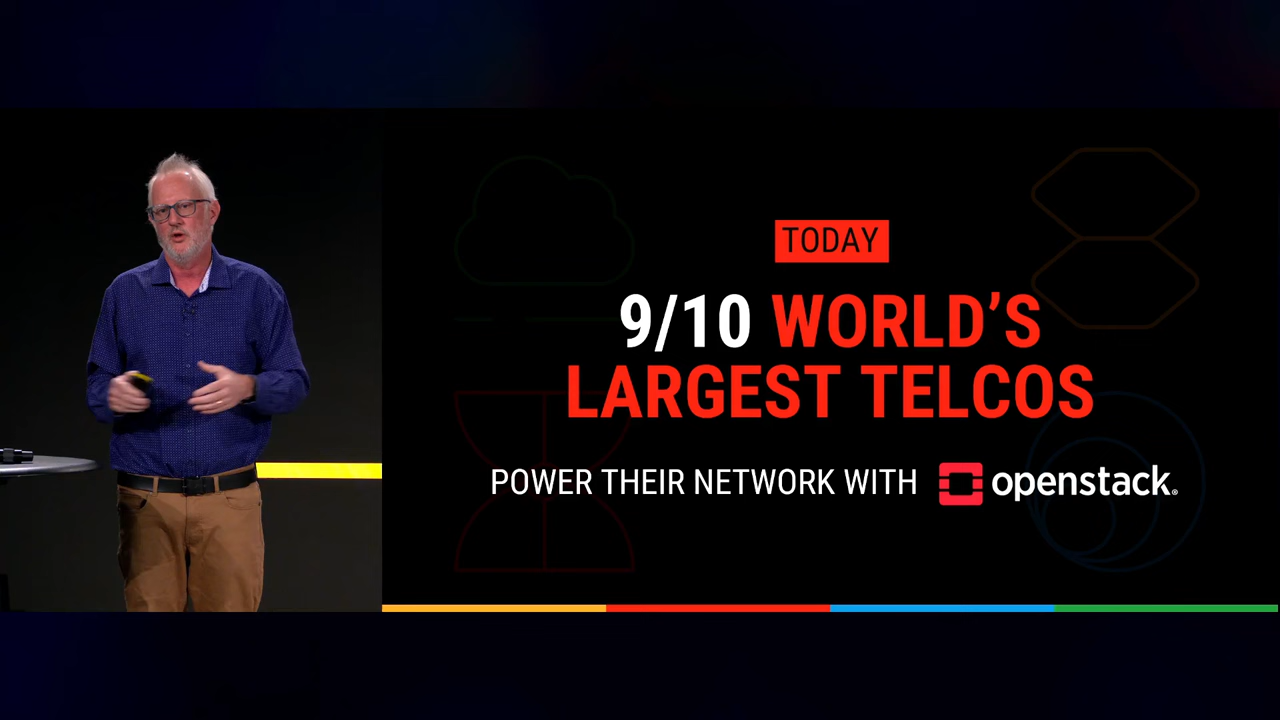 TODAY
9/10 WORLD'S
LARGEST TELCOS
POWER THEIR NETWORK WITH openstack®